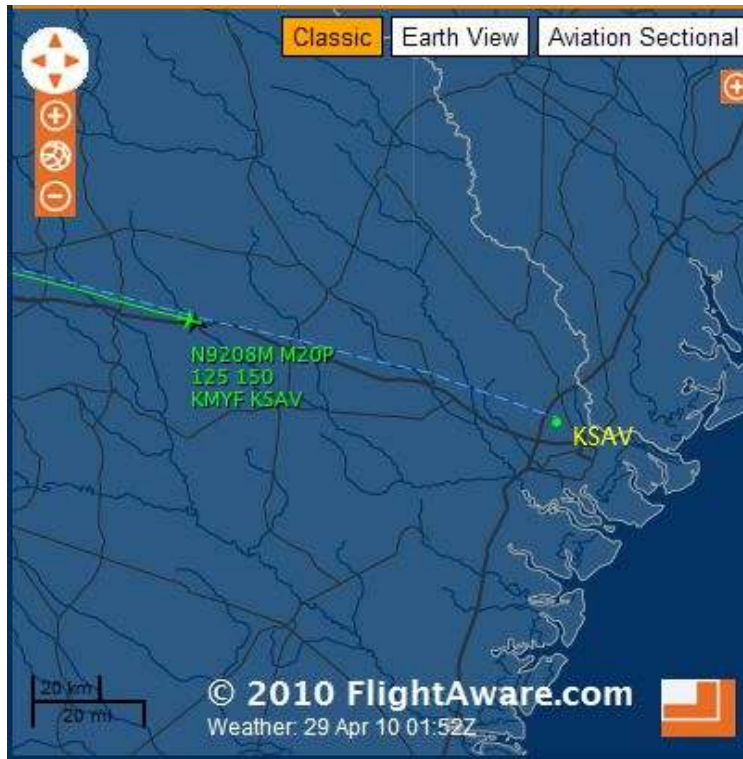 Classic Earth View Aviation Sectional
N9208M M20P
125 150
KMYF KSAV
KSAV
20 km
20 mi
© 2010 FlightAware.com
Weather: 29 Apr 10 01:52Z